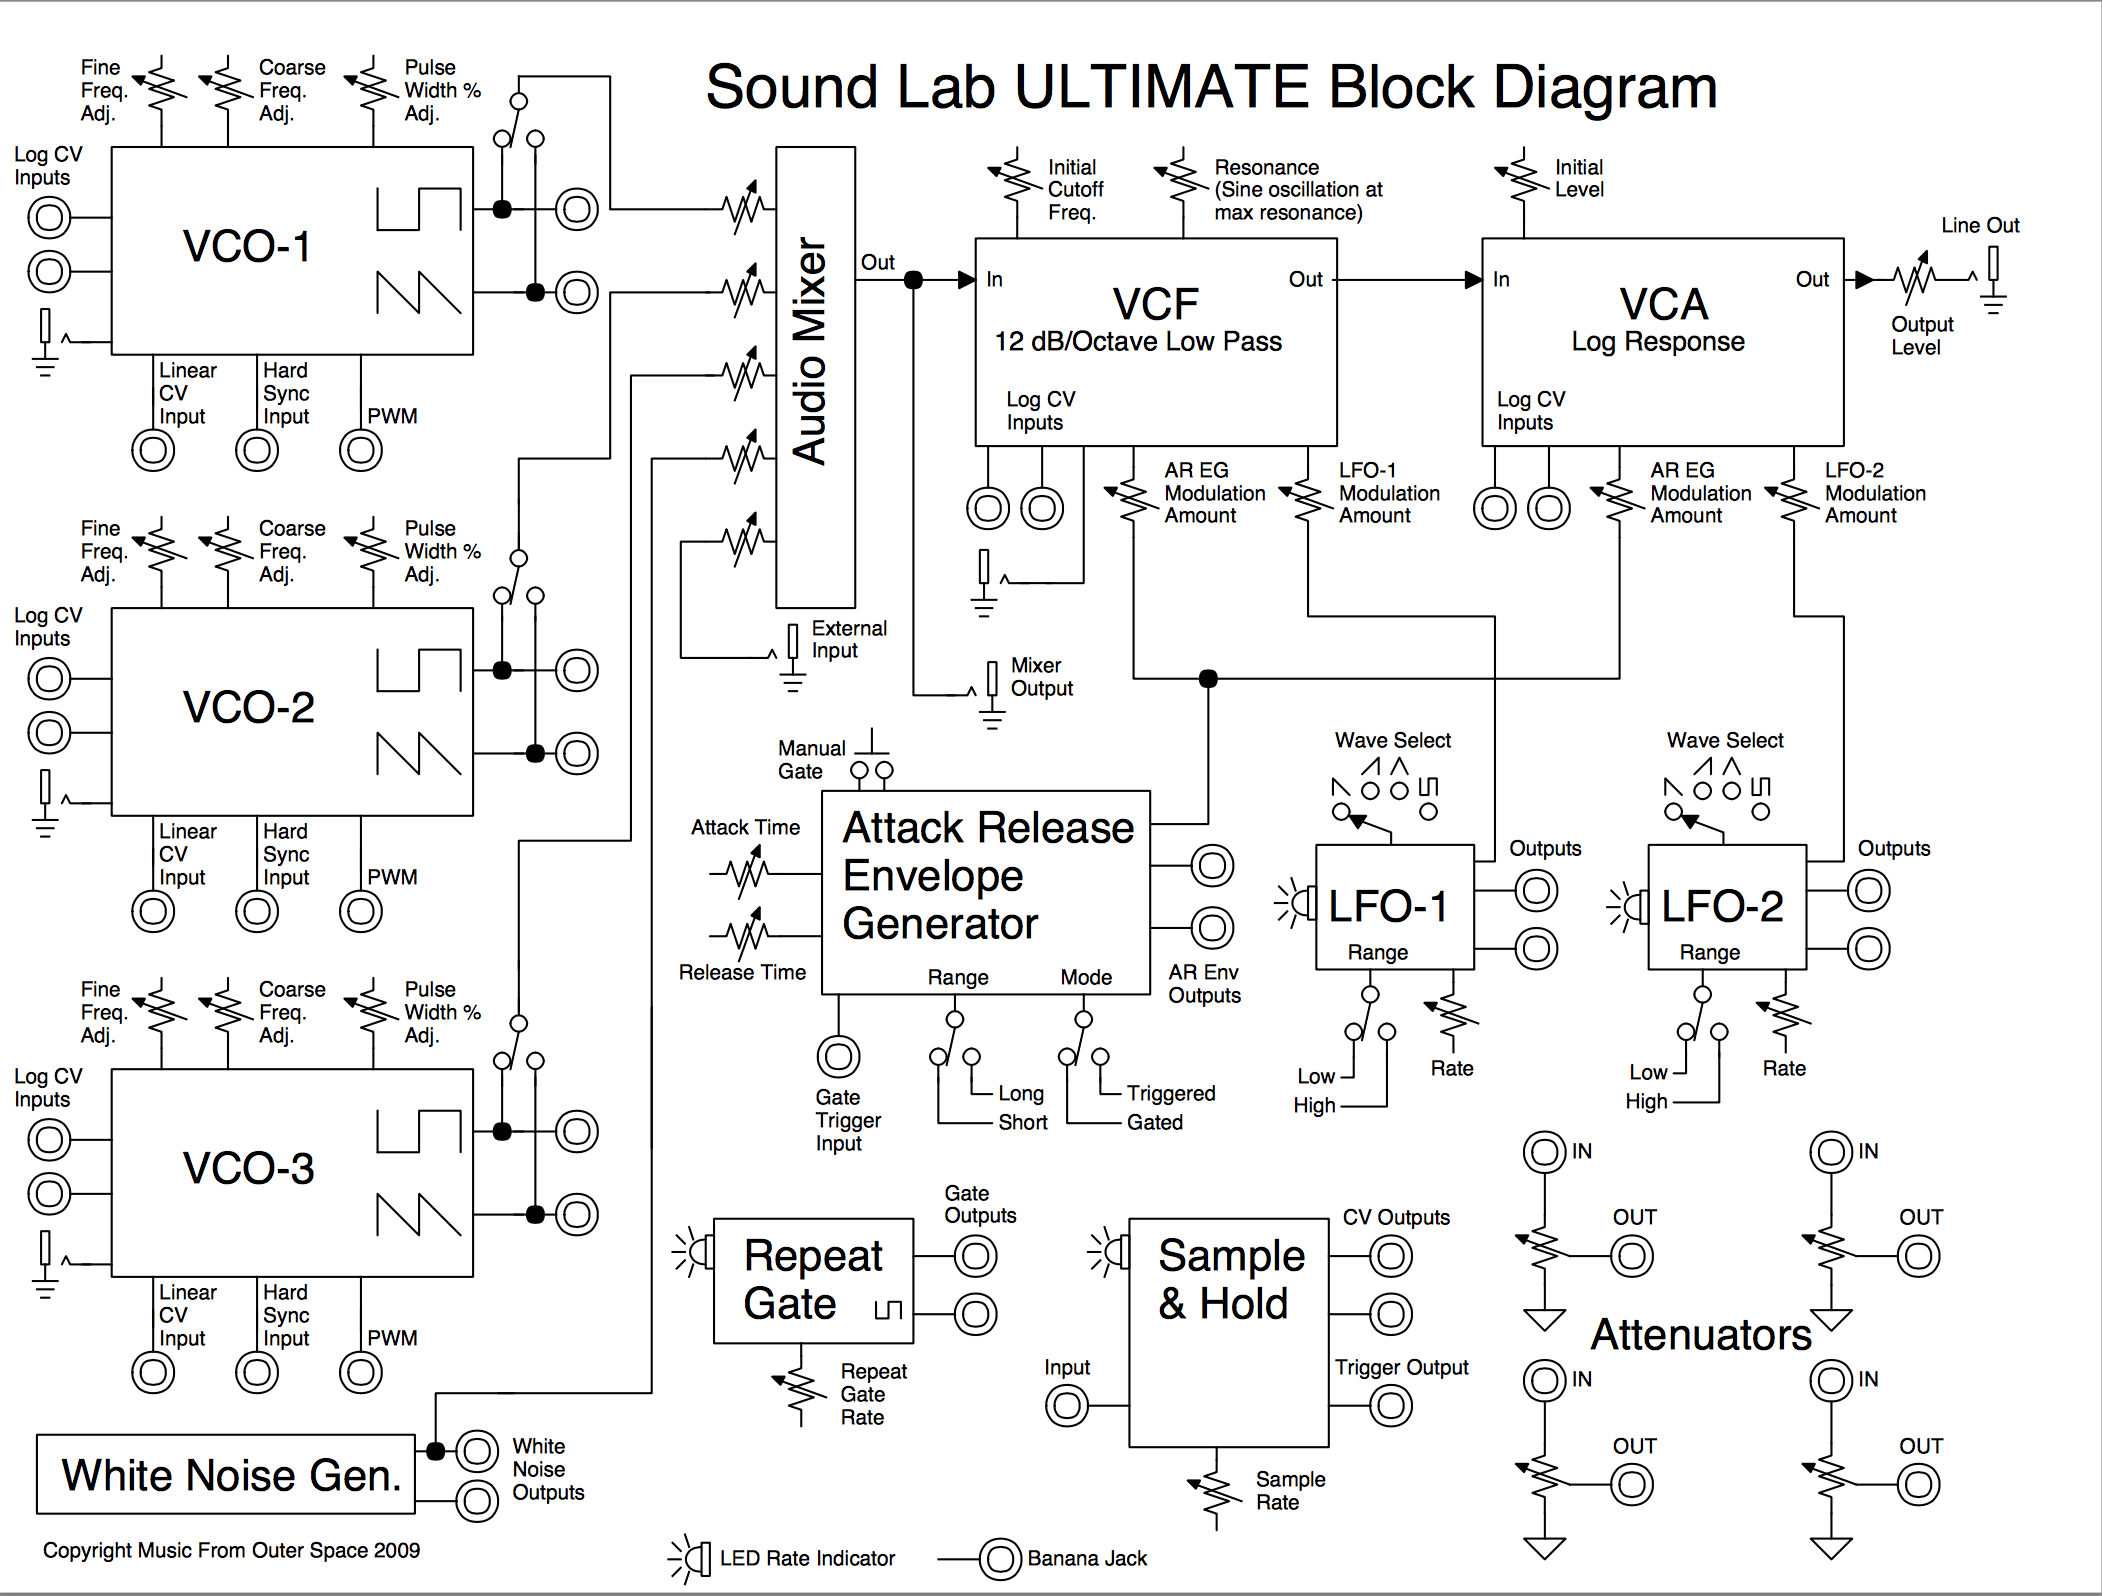 Sound Lab ULTIMATE Block Diagram
Fine
Freq.
Adj.
Coarse
Freq.
Adj.
Pulse
Width %
Adj.
Log CV
Inputs
VCO-1
Linear
CV
Input
Hard
Sync
Input
PWM
Fine
Freq.
Adj.
Coarse
Freq.
Adj.
Pulse
Width %
Adj.
Log CV
Inputs
VCO-2
Linear
CV
Input
Hard
Sync
Input
PWM
Fine
Freq.
Adj.
Coarse
Freq.
Adj.
Pulse
Width %
Adj.
Log CV
Inputs
VCO-3
Linear
CV
Input
Hard
Sync
Input
PWM
White Noise Gen.
White
Noise
Outputs
Copyright Music From Outer Space 2009
Audio Mixer
Out
External
Input
Mixer
Output
Initial
Cutoff
Freq.
Resonance
(Sine oscillation at
max resonance)
In
Out
VCF
12 dB/Octave Low Pass
Log CV
Inputs
AR EG
Modulation
Amount
LFO-1
Modulation
Amount
Initial
Level
In
Out
VCA
Log Response
Log CV
Inputs
AR EG
Modulation
Amount
LFO-2
Modulation
Amount
Line Out
Output
Level
Manual
Gate
Attack Time
Release Time
Attack Release
Envelope
Generator
Range
Mode
AR Env
Outputs
Gate
Trigger
Input
Long
Short
Triggered
Gated
Wave Select
LFO-1
Range
Outputs
Low
High
Rate
Wave Select
LFO-2
Range
Outputs
Low
High
Rate
Repeat
Gate
Gate
Outputs
Repeat
Gate
Rate
Sample
& Hold
CV Outputs
Trigger Output
Input
Sample
Rate
IN
OUT
IN
OUT
Attenuators
IN
OUT
IN
OUT
LED Rate Indicator
Banana Jack